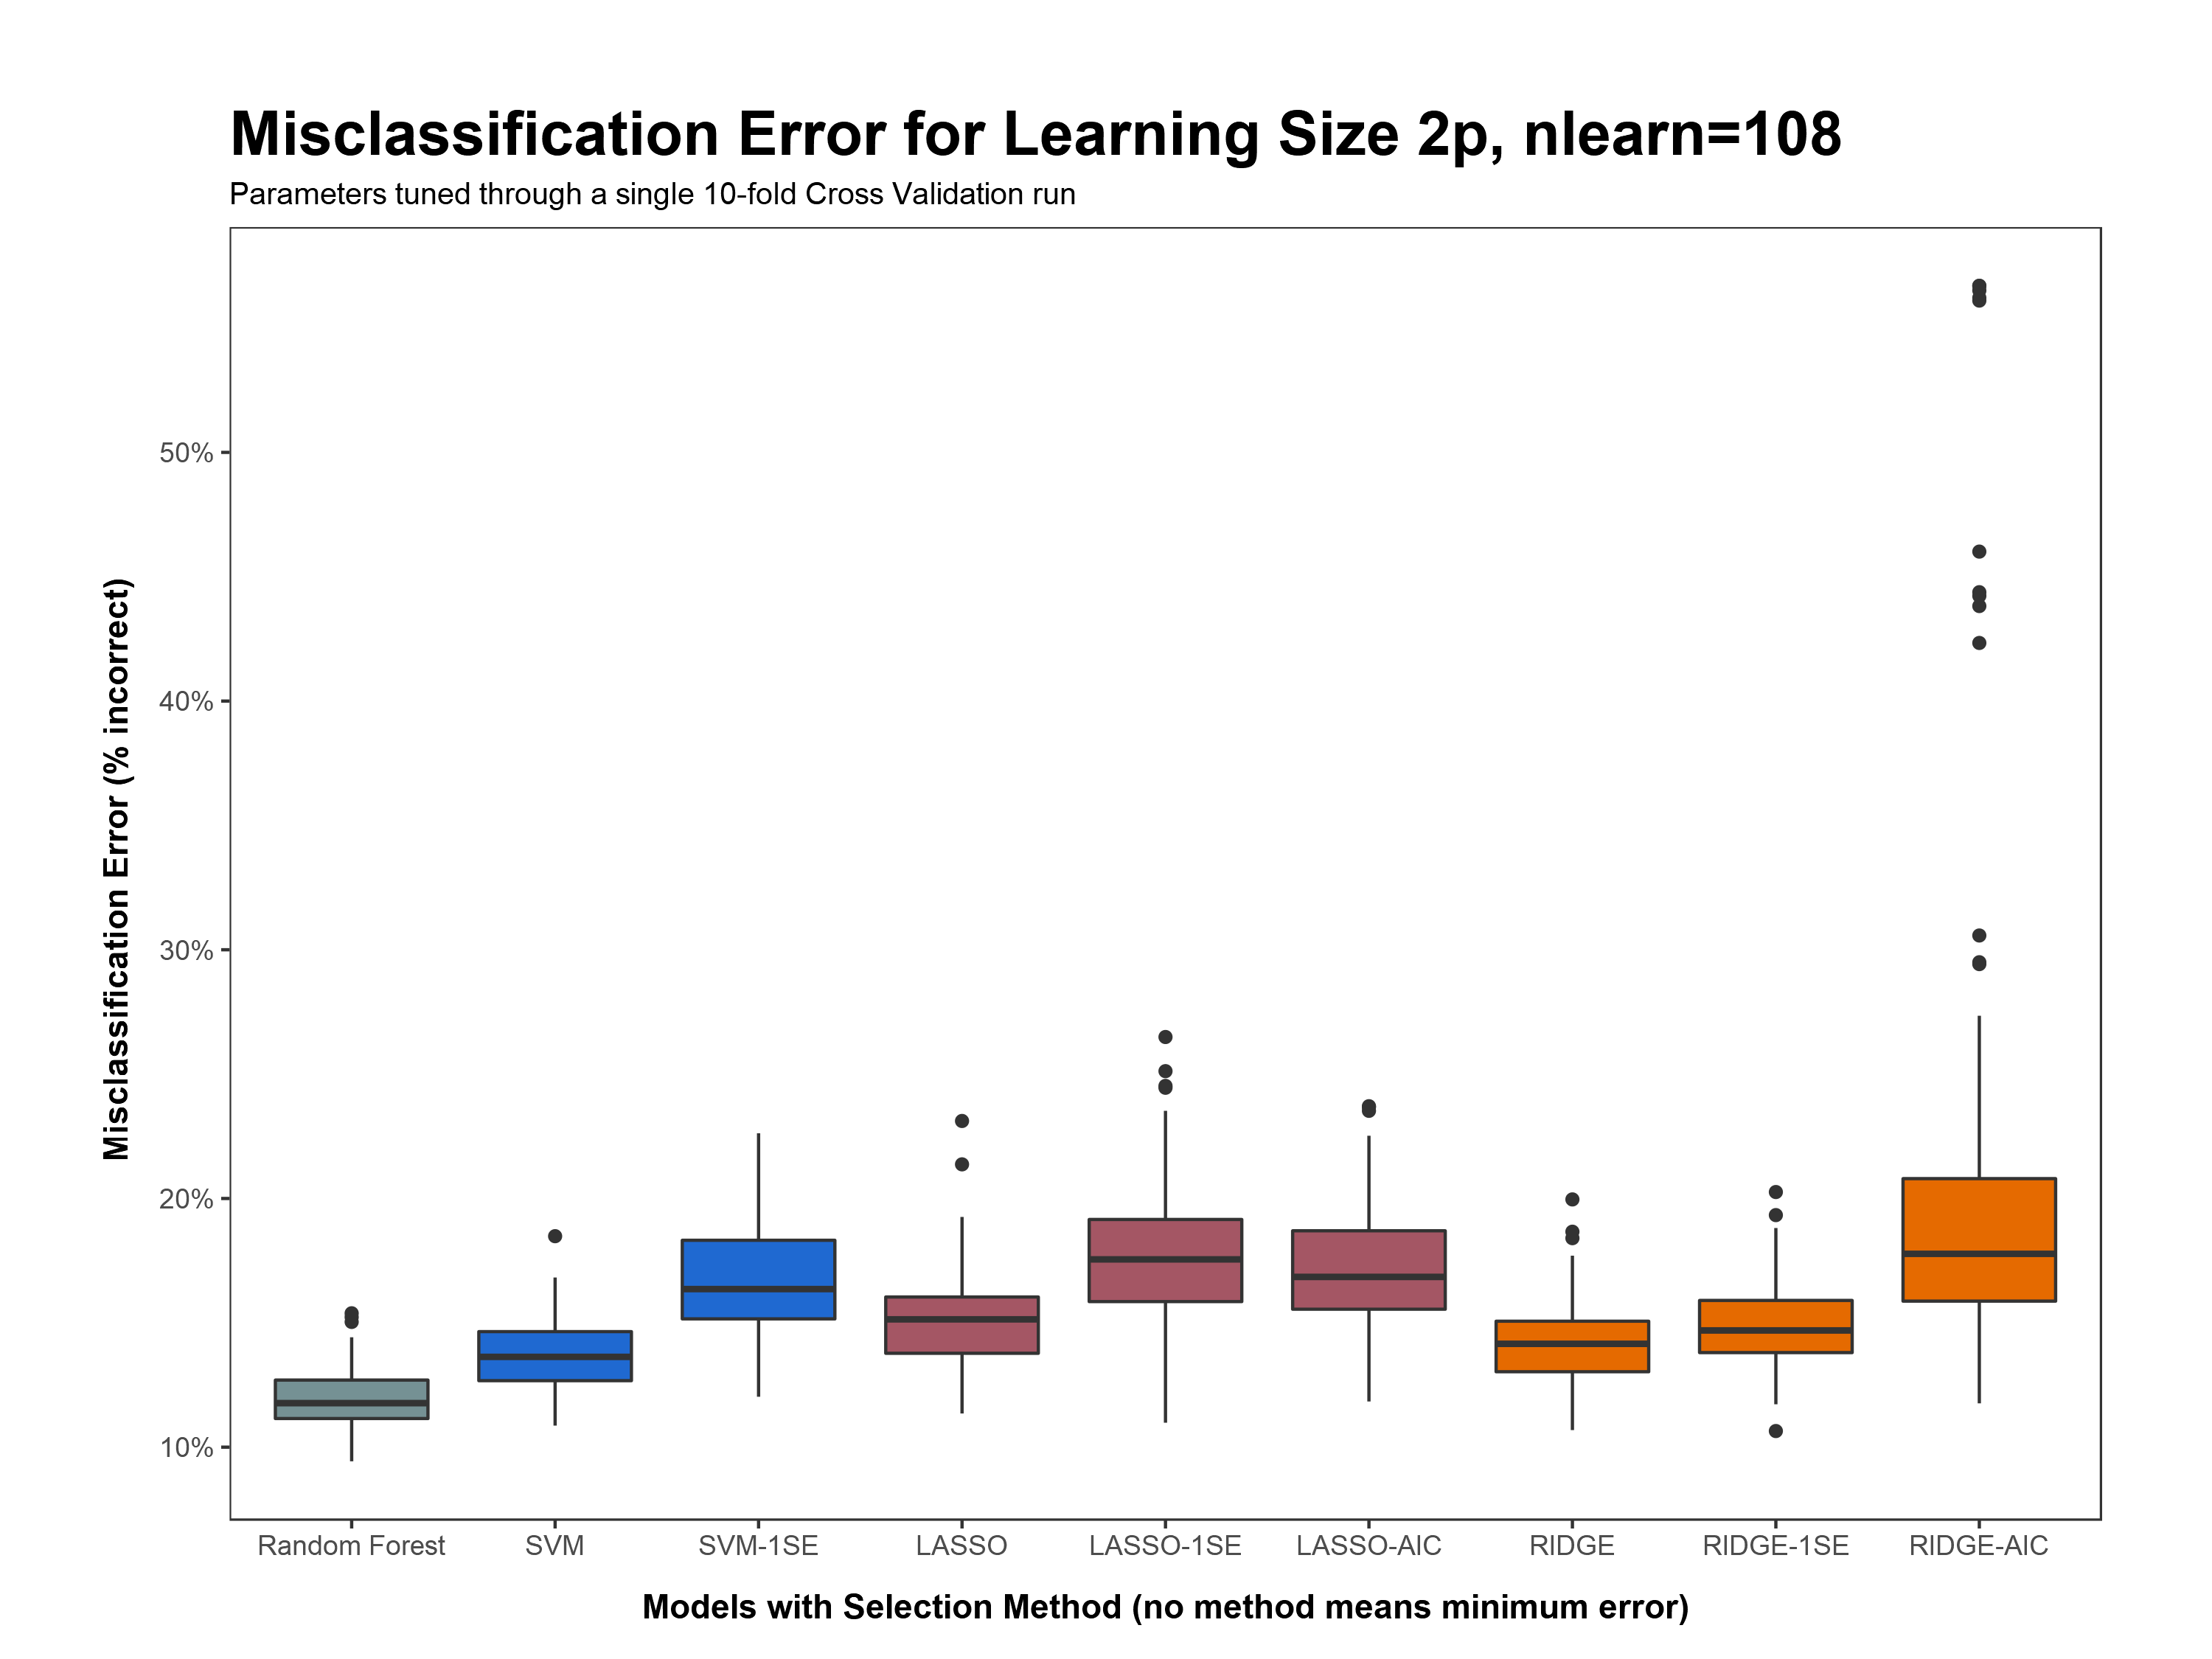 Misclassification Error for Learning Size 2p, nlearn=108
Parameters tuned through a single 10-fold Cross Validation run
Misclassification Error (% incorrect)
50%
40%
30%
20%
10%
Random Forest
SVM
SVM-1SE
LASSO
LASSO-1SE
LASSO-AIC
RIDGE
RIDGE-1SE
RIDGE-AIC
Models with Selection Method (no method means minimum error)